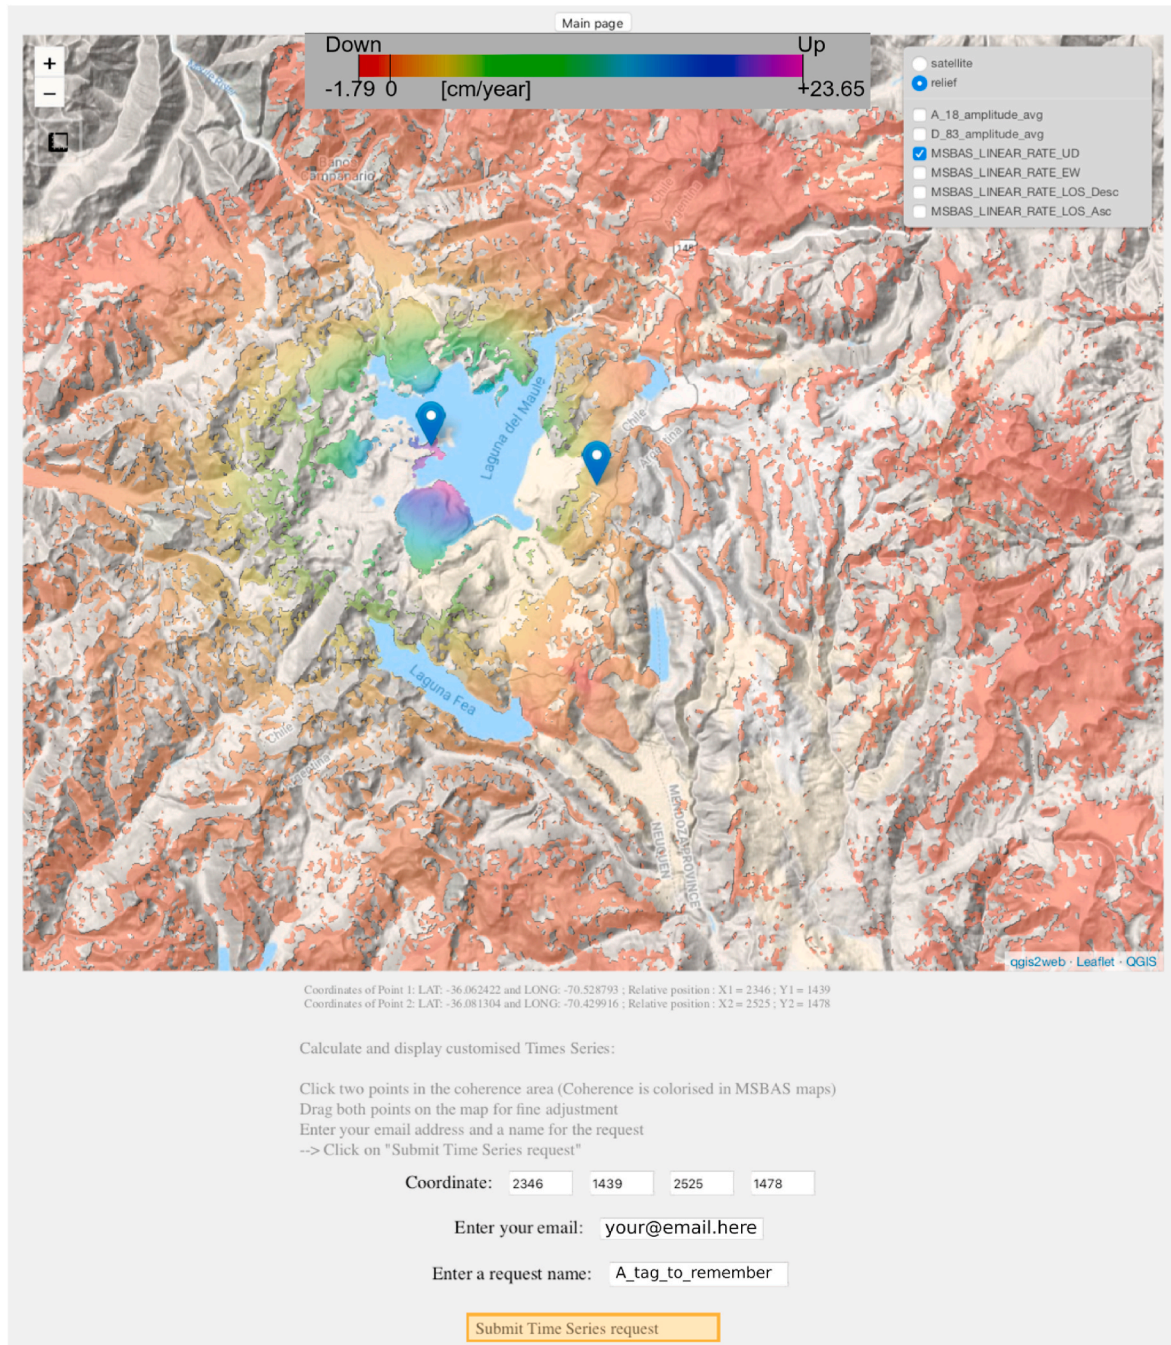 Main page
Down Up
-1.79 0 [cm/year] +23.65
+
−
satellite
relief
A_18_amplitude_avg
D_83_amplitude_avg
MSBAS_LINEAR_RATE_UD
MSBAS_LINEAR_RATE_EW
MSBAS_LINEAR_RATE_LOS_Desc
MSBAS_LINEAR_RATE_LOS_Asc
Campanario
Laguna del Maule
Chile
Argentina
Laguna Fea
Chile
MENDOZA PROVINCE
NEUQUEN
qgis2web · Leaflet · QGIS
Coordinates of Point 1: LAT: -36.062422 and LONG: -70.528793 ; Relative position : X1 = 2346 ; Y1 = 1439
Coordinates of Point 2: LAT: -36.081304 and LONG: -70.429916 ; Relative position : X2 = 2525 ; Y2 = 1478
Calculate and display customised Times Series:
Click two points in the coherence area (Coherence is colorised in MSBAS maps)
Drag both points on the map for fine adjustment
Enter your email address and a name for the request
--> Click on "Submit Time Series request"
Coordinate: 2346 1439 2525 1478
Enter your email: your@email.here
Enter a request name: A_tag_to_remember
Submit Time Series request